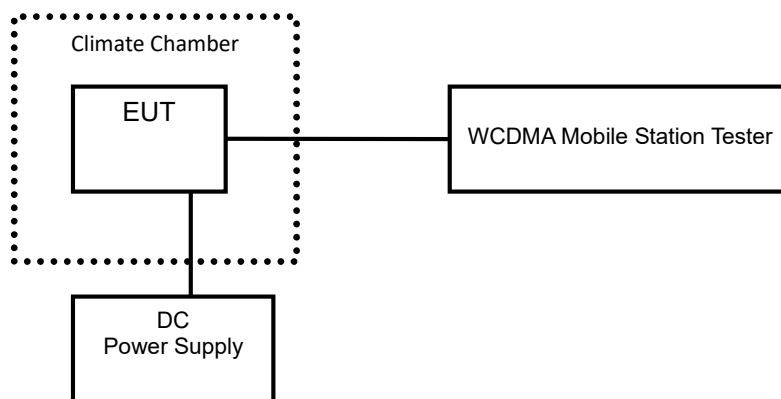 Climate Chamber
EUT
WCDMA Mobile Station Tester
DC
Power Supply